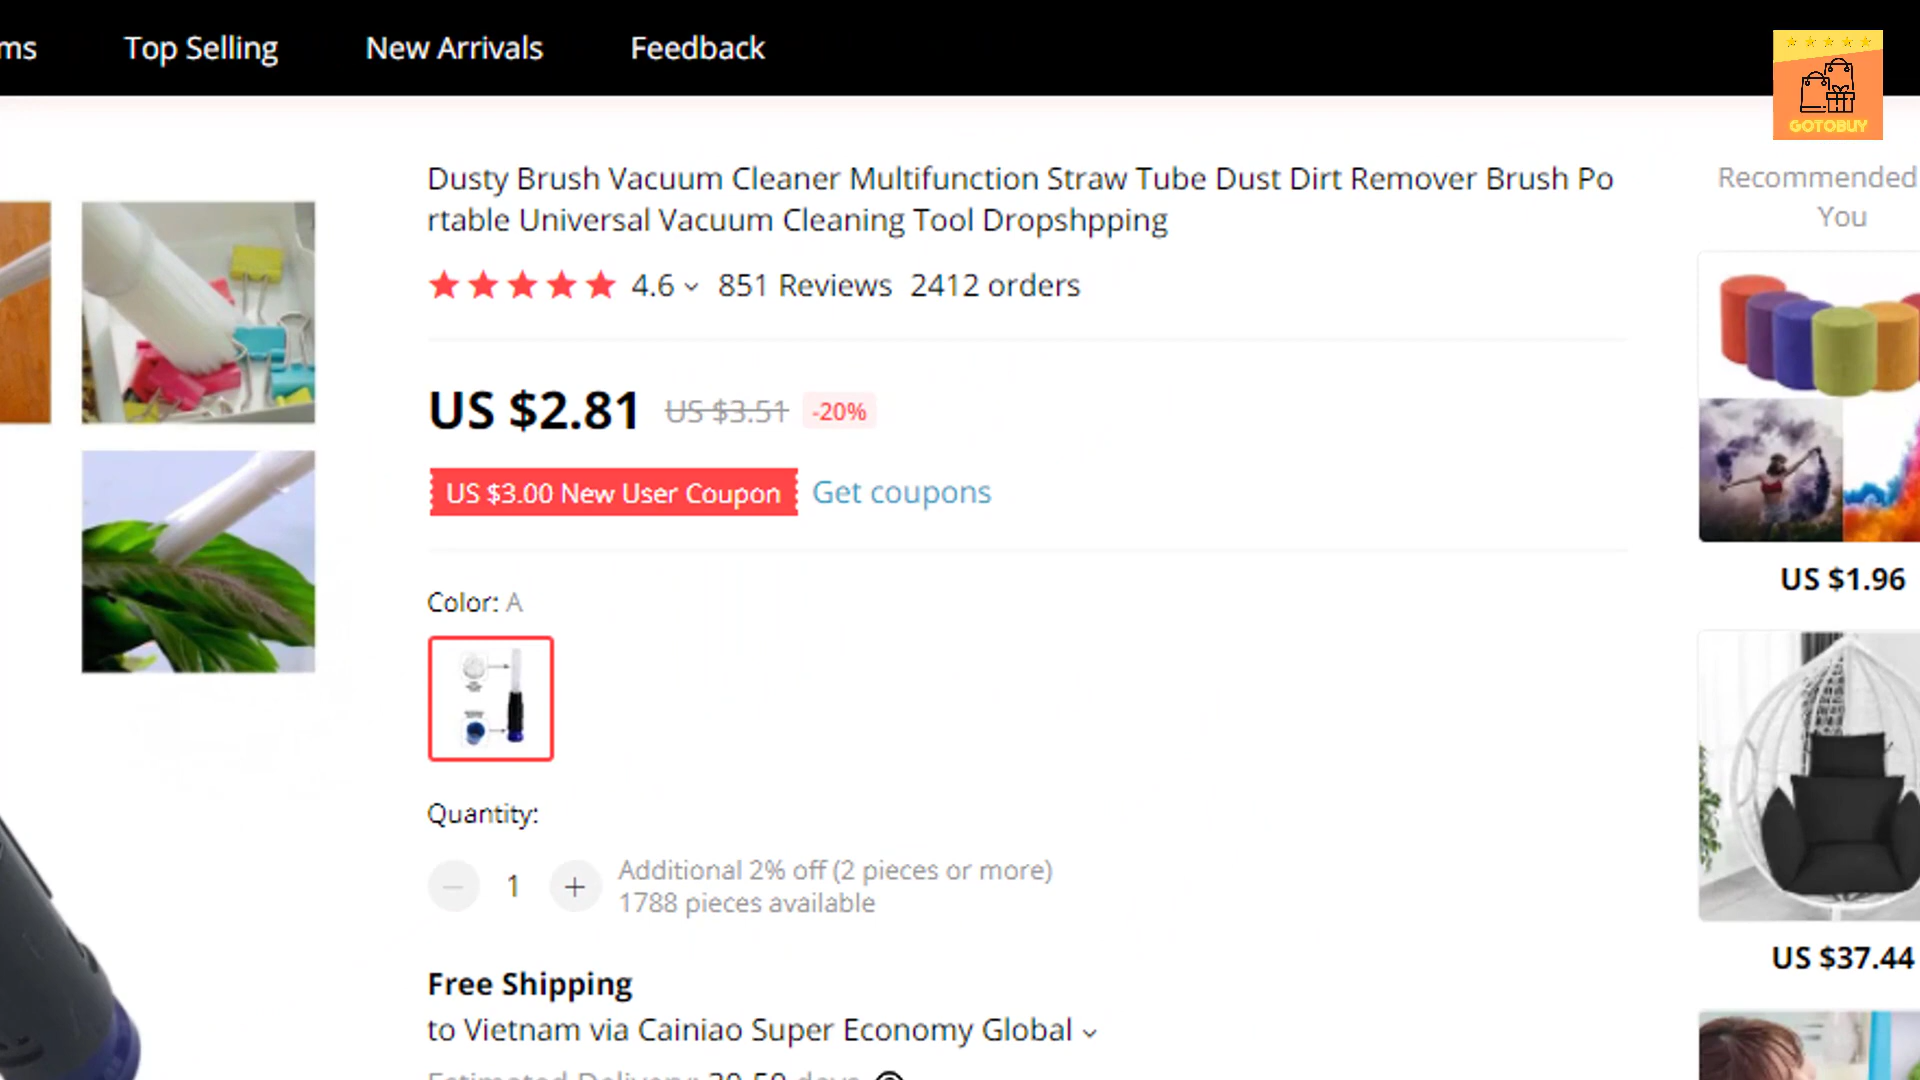 Top Selling
New Arrivals
Feedback
GOTOBUY
Dusty Brush Vacuum Cleaner Multifunction Straw Tube Dust Dirt Remover Brush Po
rtable Universal Vacuum Cleaning Tool Dropshpping
4.6 851 Reviews 2412 orders
US $2.81 US $3.51 -20%
US $3.00 New User Coupon Get coupons
Color: A
Quantity:
1
Additional 2% off (2 pieces or more)
1788 pieces available
Free Shipping
to Vietnam via Cainiao Super Economy Global
Recommended
You
US $1.96
US $37.44